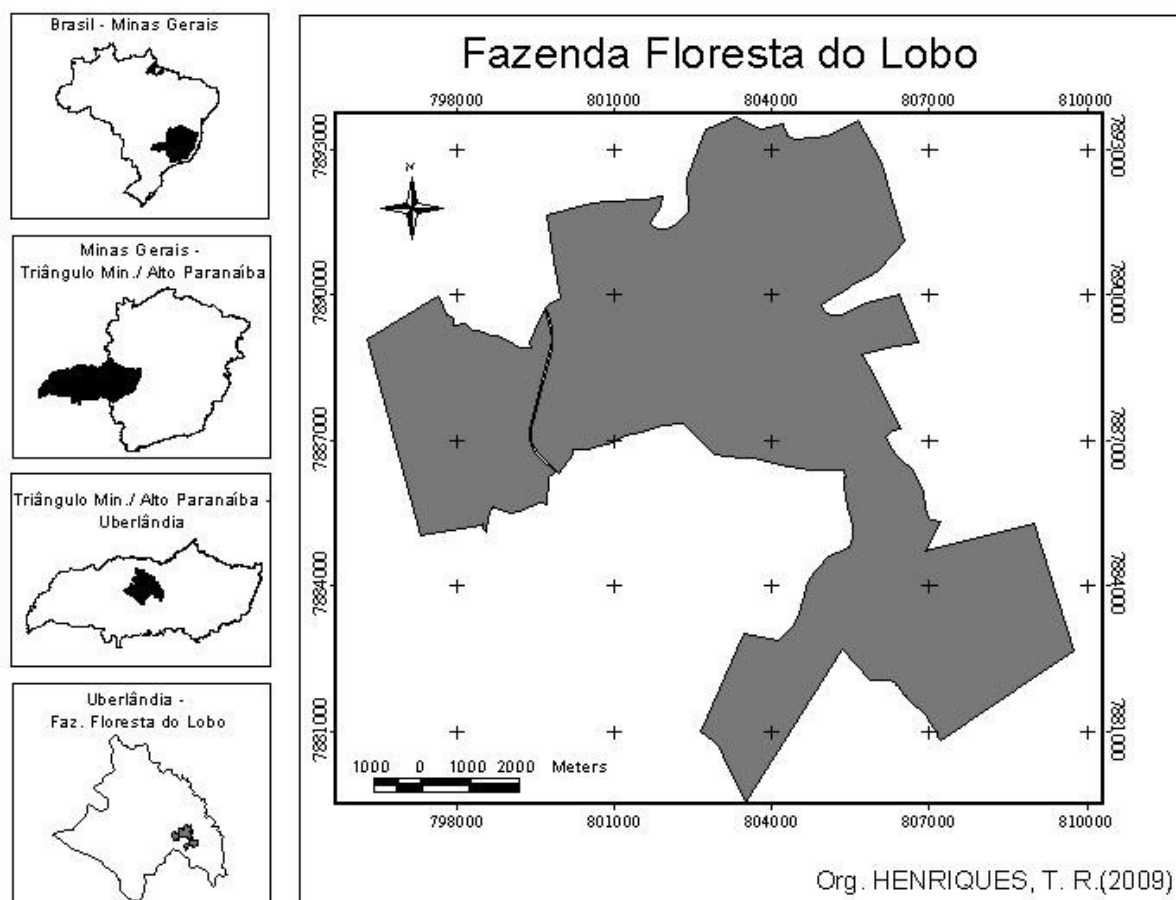 Brasil - Minas Gerais
Minas Gerais -
Triângulo Min./ Alto Paranaíba
Triângulo Min./ Alto Paranaíba -
Uberlândia
Uberlândia -
Faz. Floresta do Lobo
Fazenda Floresta do Lobo
798000 801000 804000 807000 810000
7893000 7893000
N
7890000 7890000
7887000 7887000
7884000 7884000
7881000 7881000
1000 0 1000 2000 Meters
798000 801000 804000 807000 810000
Org. HENRIQUES, T. R.(2009)